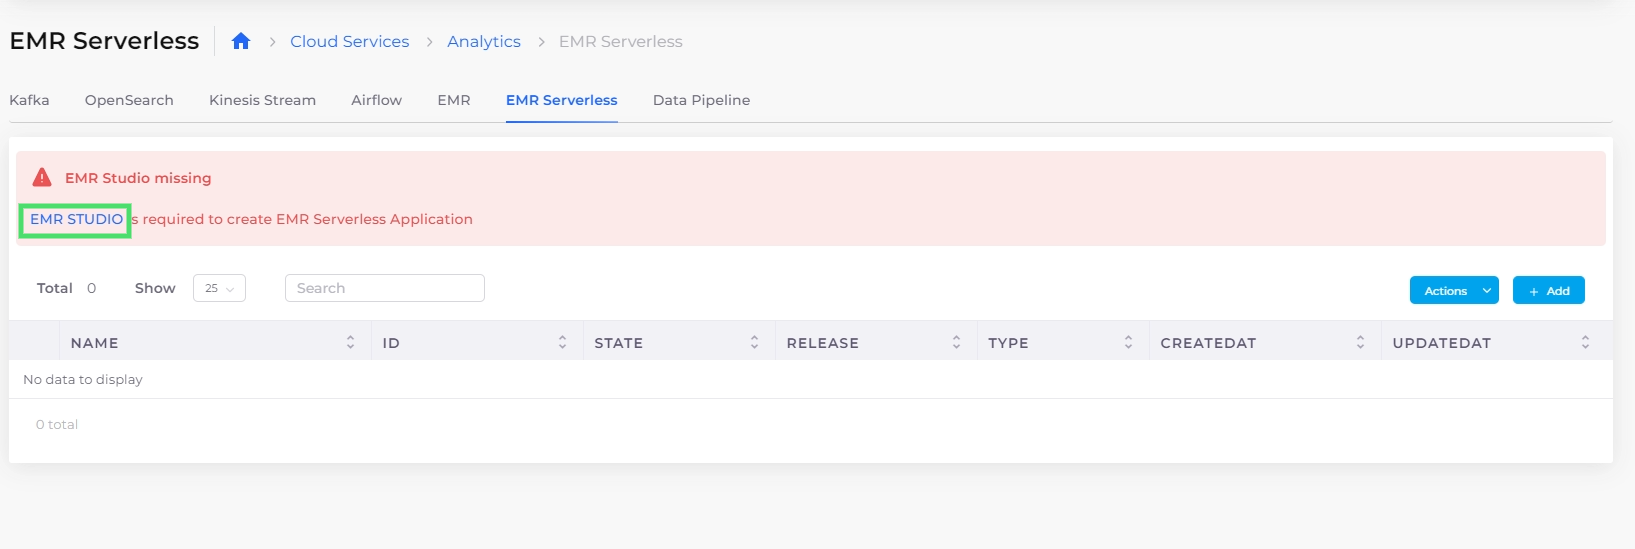 EMR Serverless Cloud Services Analytics EMR Serverless
Kafka OpenSearch Kinesis Stream Airflow EMR EMR Serverless Data Pipeline
EMR Studio missing
EMR STUDIO s required to create EMR Serverless Application
Total 0 Show 25 Search Actions + Add
NAME ID STATE RELEASE TYPE CREATEDAT UPDATEDAT
No data to display
0 total